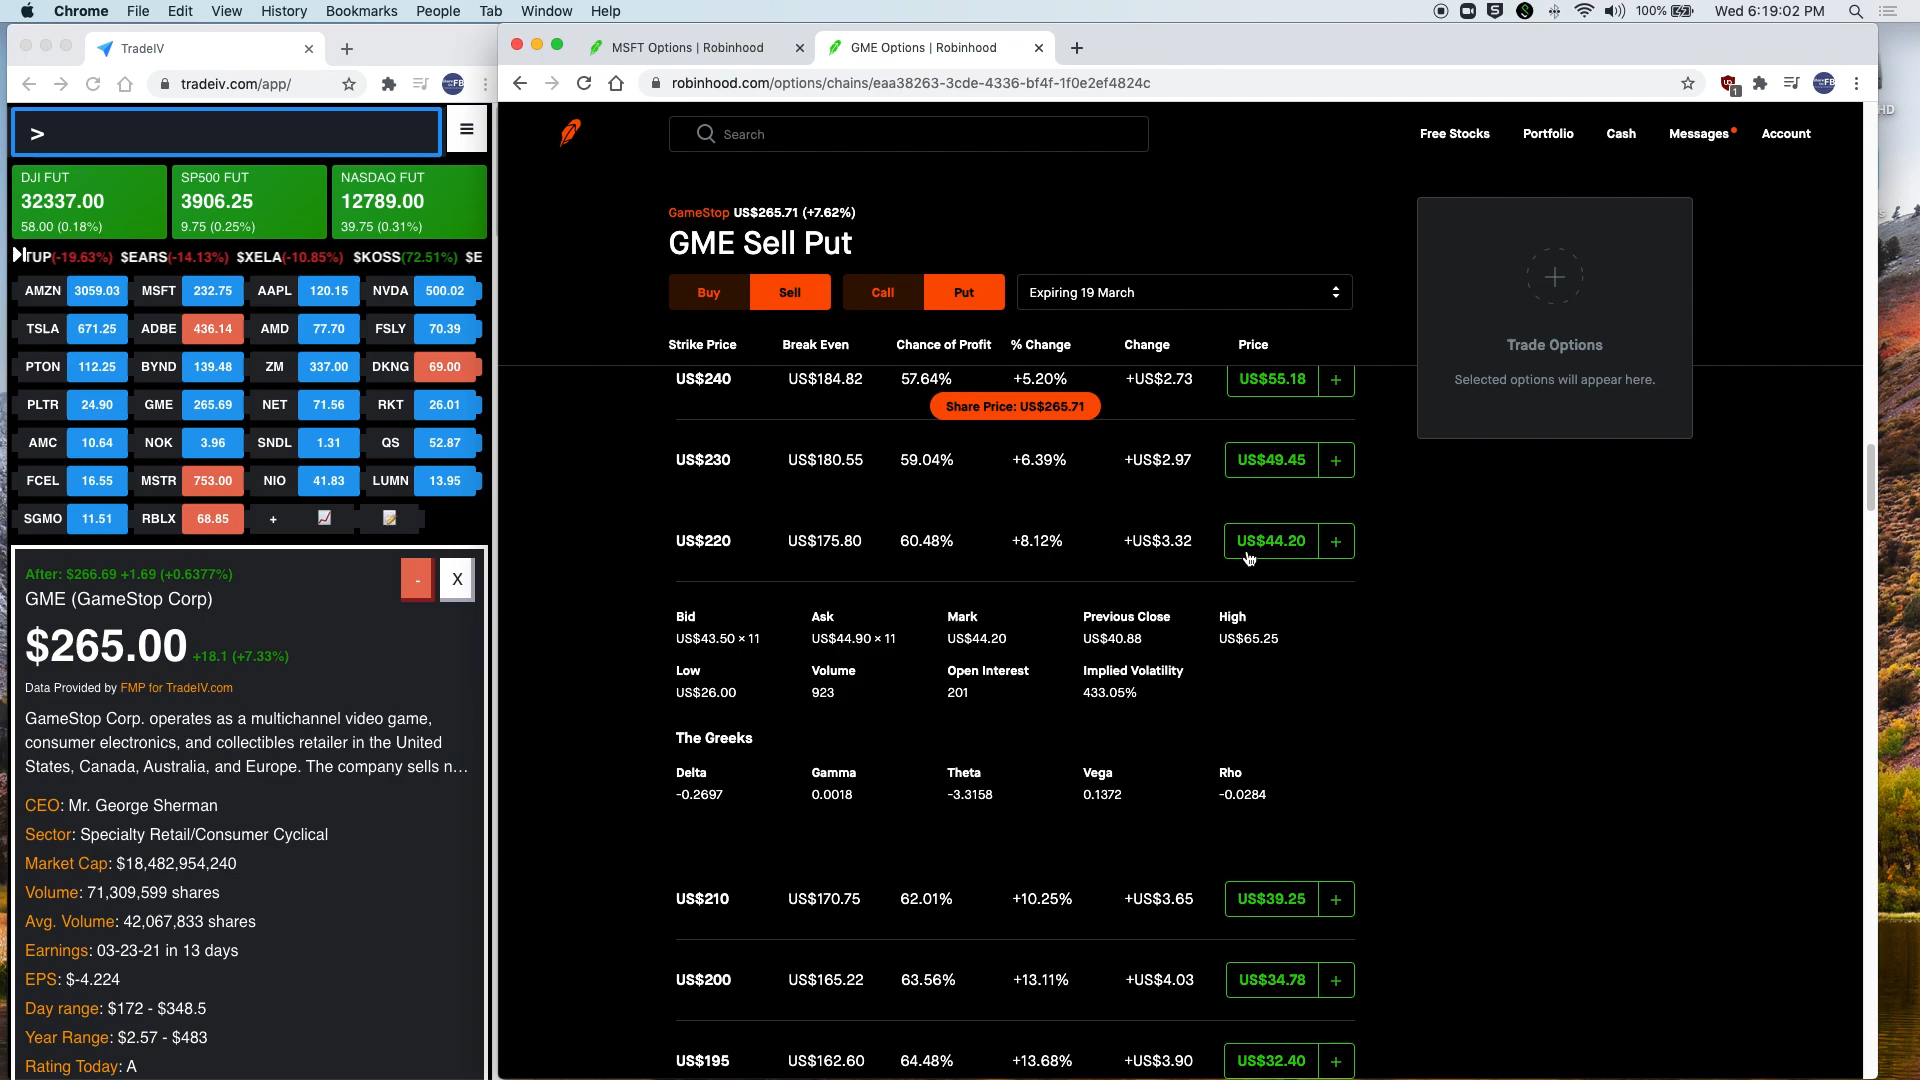 Chrome File Edit View History Bookmarks People Tab Window Help 100% Wed 6:19:02 PM
TradeIV
tradeiv.com/app/
>
DJI FUT
32337.00
58.00 (0.18%)
SP500 FUT
3906.25
9.75 (0.25%)
NASDAQ FUT
12789.00
39.75 (0.31%)
TUP(-19.63%) $EARS(-14.13%) $XELA(-10.85%) $KOSS(72.51%) $E
AMZN 3059.03 MSFT 232.75 AAPL 120.15 NVDA 500.02
TSLA 671.25 ADBE 436.14 AMD 77.70 FSLY 70.39
PTON 112.25 BYND 139.48 ZM 337.00 DKNG 69.00
PLTR 24.90 GME 265.69 NET 71.56 RKT 26.01
AMC 10.64 NOK 3.96 SNDL 1.31 QS 52.87
FCEL 16.55 MSTR 753.00 NIO 41.83 LUMN 13.95
SGMO 11.51 RBLX 68.85 +
After: $266.69 +1.69 (+0.6377%)
- X
GME (GameStop Corp)
$265.00 +18.1 (+7.33%)
Data Provided by FMP for TradeIV.com
GameStop Corp. operates as a multichannel video game,
consumer electronics, and collectibles retailer in the United
States, Canada, Australia, and Europe. The company sells n...
CEO: Mr. George Sherman
Sector: Specialty Retail/Consumer Cyclical
Market Cap: $18,482,954,240
Volume: 71,309,599 shares
Avg. Volume: 42,067,833 shares
Earnings: 03-23-21 in 13 days
EPS: $-4.224
Day range: $172 - $348.5
Year Range: $2.57 - $483
Rating Today: A
MSFT Options | Robinhood
GME Options | Robinhood
robinhood.com/options/chains/eaa38263-3cde-4336-bf4f-1f0e2ef4824c
1
HD
Search
Free Stocks Portfolio Cash Messages Account
GameStop US$265.71 (+7.62%)
GME Sell Put
Buy Sell Call Put Expiring 19 March
Strike Price Break Even Chance of Profit % Change Change Price
US$240 US$184.82 57.64% +5.20% +US$2.73 US$55.18 +
Share Price: US$265.71
US$230 US$180.55 59.04% +6.39% +US$2.97 US$49.45 +
US$220 US$175.80 60.48% +8.12% +US$3.32 US$44.20 +
Bid Ask Mark Previous Close High
US$43.50 × 11 US$44.90 × 11 US$44.20 US$40.88 US$65.25
Low Volume Open Interest Implied Volatility
US$26.00 923 201 433.05%
The Greeks
Delta Gamma Theta Vega Rho
-0.2697 0.0018 -3.3158 0.1372 -0.0284
US$210 US$170.75 62.01% +10.25% +US$3.65 US$39.25 +
US$200 US$165.22 63.56% +13.11% +US$4.03 US$34.78 +
US$195 US$162.60 64.48% +13.68% +US$3.90 US$32.40 +
Trade Options
Selected options will appear here.